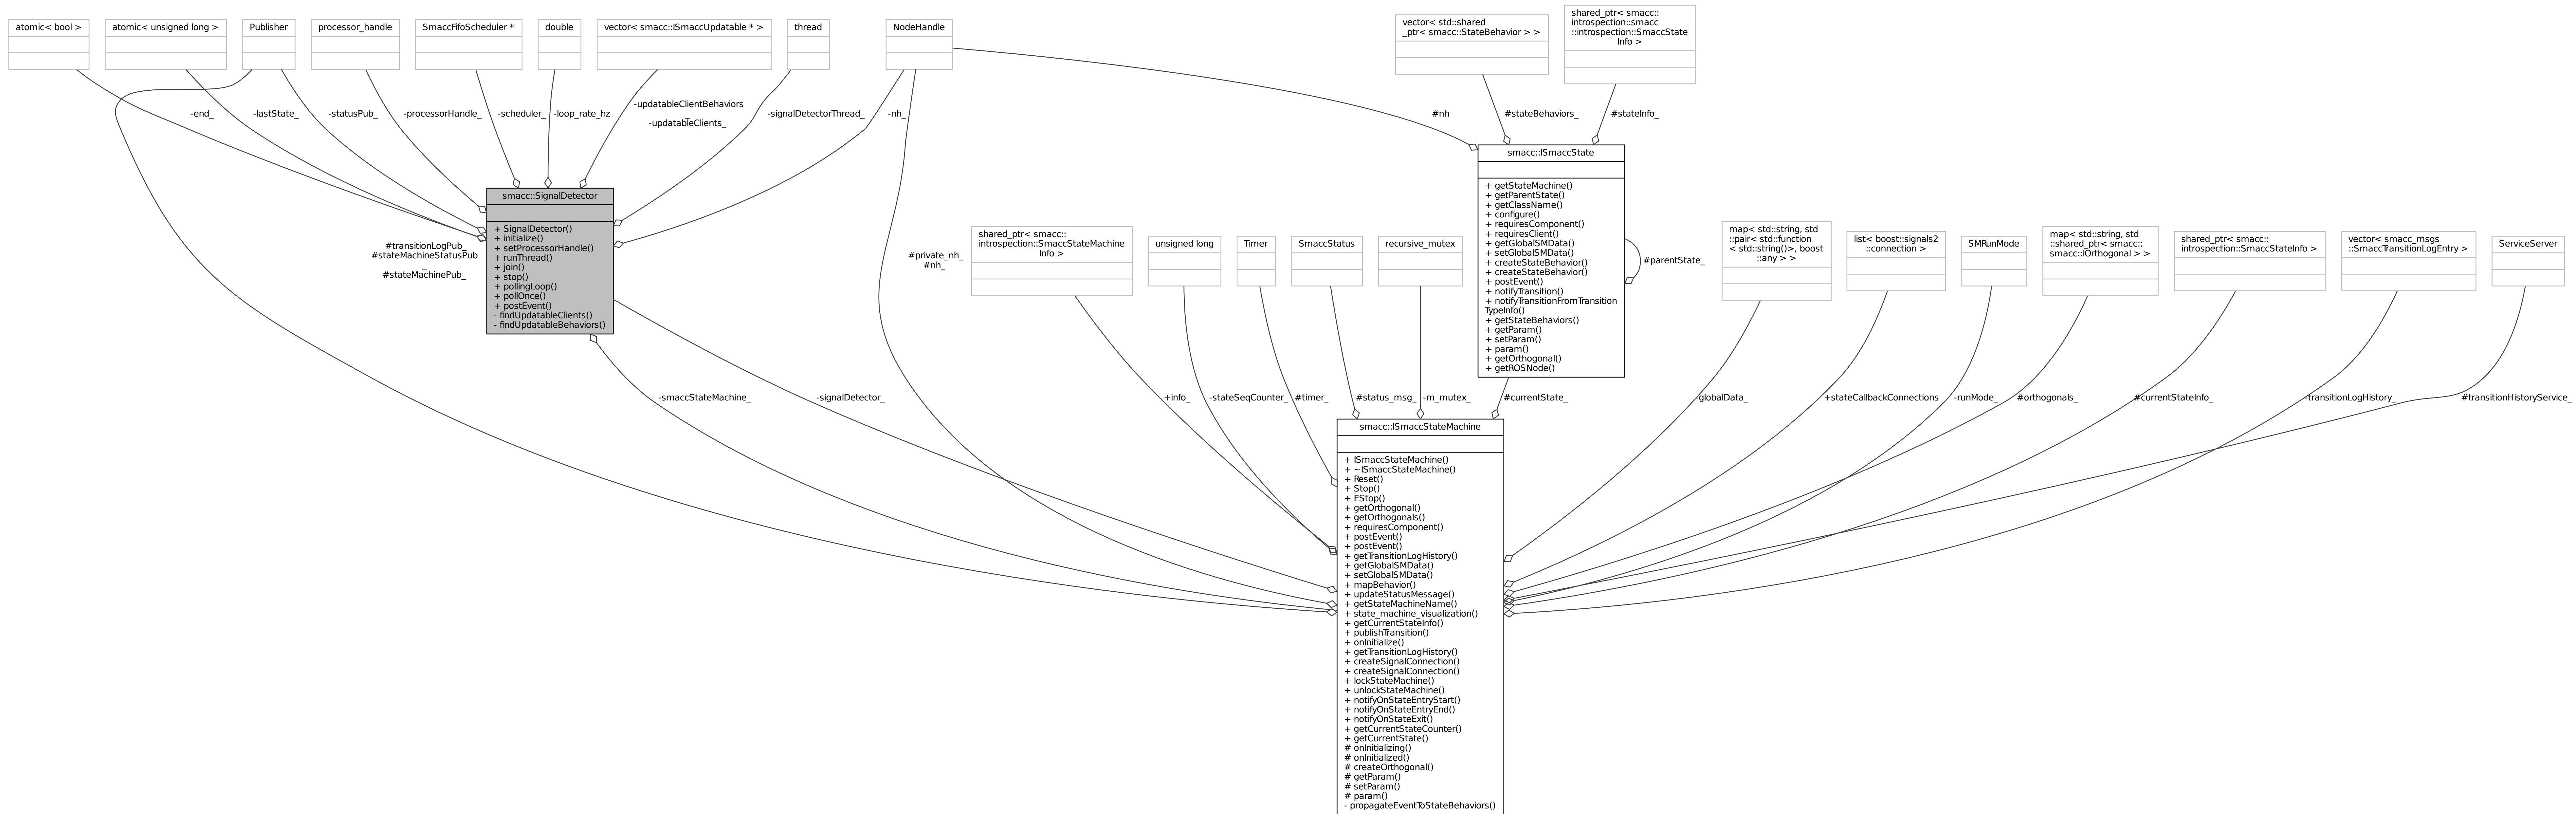 atomic< bool >
atomic< unsigned long >
Publisher
processor_handle
SmaccFifoScheduler *
double
vector< smacc::ISmaccUpdatable * >
thread
NodeHandle
vector< std::shared
_ptr< smacc::StateBehavior > >
shared_ptr< smacc::
introspection::smacc
::introspection::SmaccState
Info >
-end_
-lastState_
-statusPub_
-processorHandle_
-scheduler_
-loop_rate_hz
-updatableClientBehaviors
_
-updatableClients_
-signalDetectorThread_
-nh_
#nh
#stateBehaviors_
#stateInfo_
smacc::SignalDetector
+ SignalDetector()
+ initialize()
+ setProcessorHandle()
+ runThread()
+ join()
+ stop()
+ pollingLoop()
+ pollOnce()
+ postEvent()
- findUpdatableClients()
- findUpdatableBehaviors()
smacc::ISmaccState
+ getStateMachine()
+ getParentState()
+ getClassName()
+ configure()
+ requiresComponent()
+ requiresClient()
+ getGlobalSMData()
+ setGlobalSMData()
+ createStateBehavior()
+ createStateBehavior()
+ postEvent()
+ notifyTransition()
+ notifyTransitionFromTransition
TypeInfo()
+ getStateBehaviors()
+ getParam()
+ setParam()
+ param()
+ getOrthogonal()
+ getROSNode()
#parentState_
#transitionLogPub_
#stateMachineStatusPub
_
#stateMachinePub_
#private_nh_
#nh_
shared_ptr< smacc::
introspection::SmaccStateMachine
Info >
unsigned long
Timer
SmaccStatus
recursive_mutex
map< std::string, std
::pair< std::function
< std::string()>, boost
::any > >
list< boost::signals2
::connection >
SMRunMode
map< std::string, std
::shared_ptr< smacc::
smacc::IOrthogonal > >
shared_ptr< smacc::
introspection::SmaccStateInfo >
vector< smacc_msgs
::SmaccTransitionLogEntry >
ServiceServer
-smaccStateMachine_
-signalDetector_
+info_
-stateSeqCounter_
#timer_
#status_msg_
-m_mutex_
#currentState_
-globalData_
+stateCallbackConnections
-runMode_
#orthogonals_
#currentStateInfo_
-transitionLogHistory_
#transitionHistoryService_
smacc::ISmaccStateMachine
+ ISmaccStateMachine()
+ ~ISmaccStateMachine()
+ Reset()
+ Stop()
+ EStop()
+ getOrthogonal()
+ getOrthogonals()
+ requiresComponent()
+ postEvent()
+ postEvent()
+ getTransitionLogHistory()
+ getGlobalSMData()
+ setGlobalSMData()
+ mapBehavior()
+ updateStatusMessage()
+ getStateMachineName()
+ state_machine_visualization()
+ getCurrentStateInfo()
+ publishTransition()
+ onInitialize()
+ getTransitionLogHistory()
+ createSignalConnection()
+ createSignalConnection()
+ lockStateMachine()
+ unlockStateMachine()
+ notifyOnStateEntryStart()
+ notifyOnStateEntryEnd()
+ notifyOnStateExit()
+ getCurrentStateCounter()
+ getCurrentState()
# onInitializing()
# onInitialized()
# createOrthogonal()
# getParam()
# setParam()
# param()
- propagateEventToStateBehaviors()